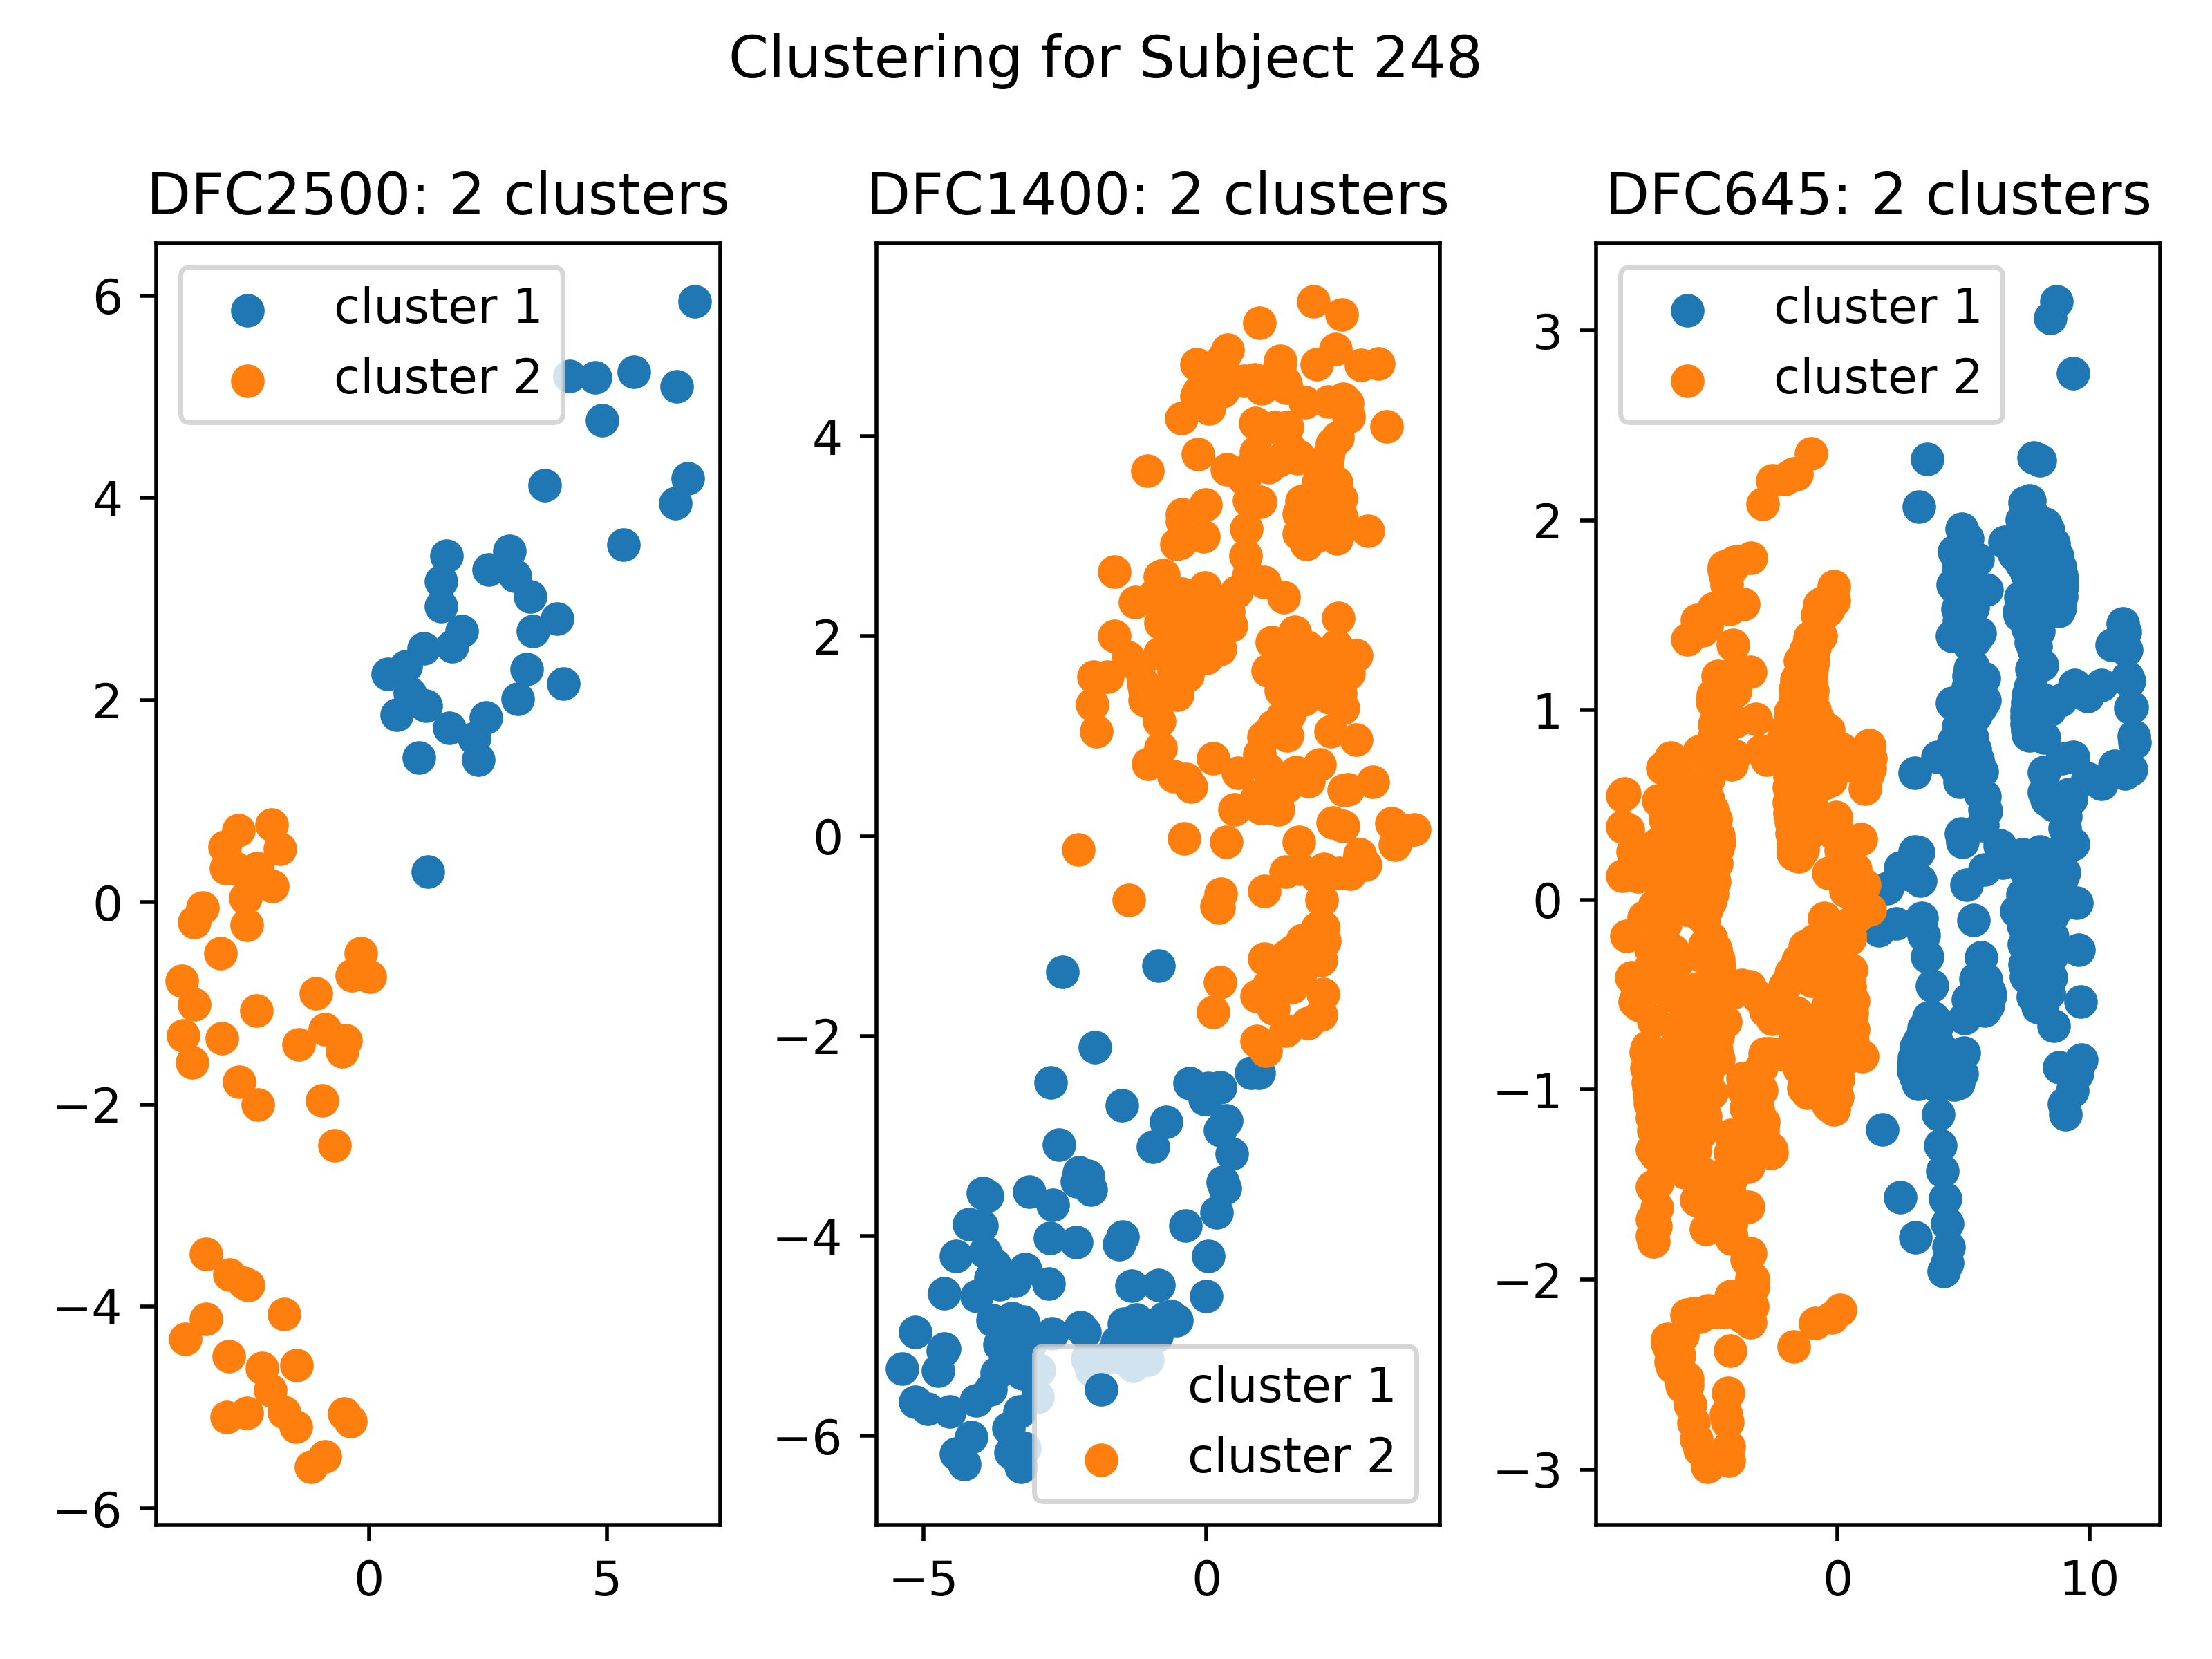 Clustering for Subject 248
DFC2500: 2 clusters
cluster 1
cluster 2
6
4
2
0
−2
−4
−6
0
5
DFC1400: 2 clusters
4
2
0
−2
−4
−6
cluster 1
cluster 2
−5
0
DFC645: 2 clusters
cluster 1
cluster 2
3
2
1
0
−1
−2
−3
0
10